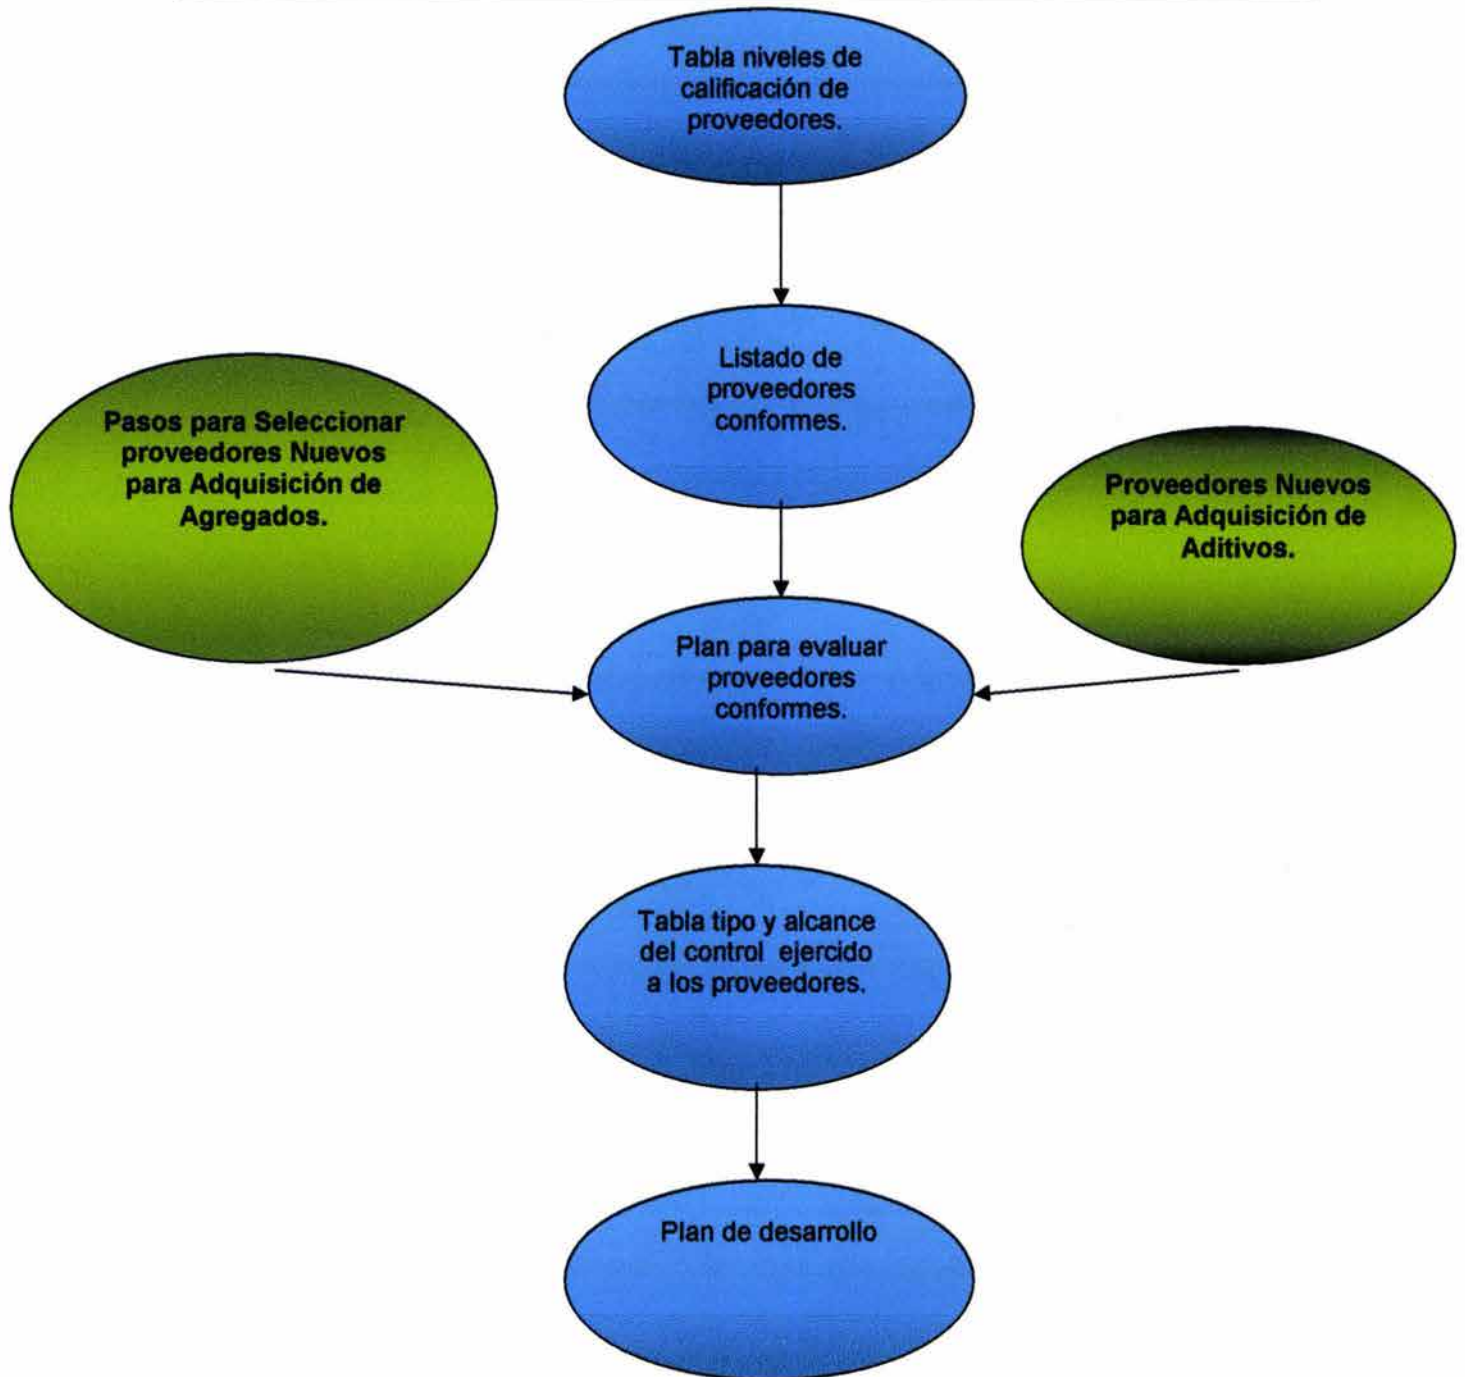 Tabla niveles de
calificación de
proveedores.
Listado de
proveedores
conformes.
Pasos para Seleccionar
proveedores Nuevos
para Adquisición de
Agregados.
Proveedores Nuevos
para Adquisición de
Aditivos.
Plan para evaluar
proveedores
conformes.
Tabla tipo y alcance
del control ejercido
a los proveedores.
Plan de desarrollo